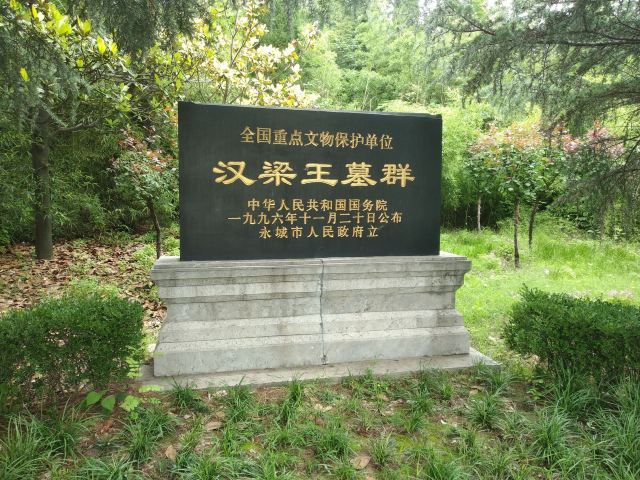 全国重点文物保护单位
汉梁王墓群
中华人民共和国国务院
一九九六年十一月二十日公布
永城市人民政府立